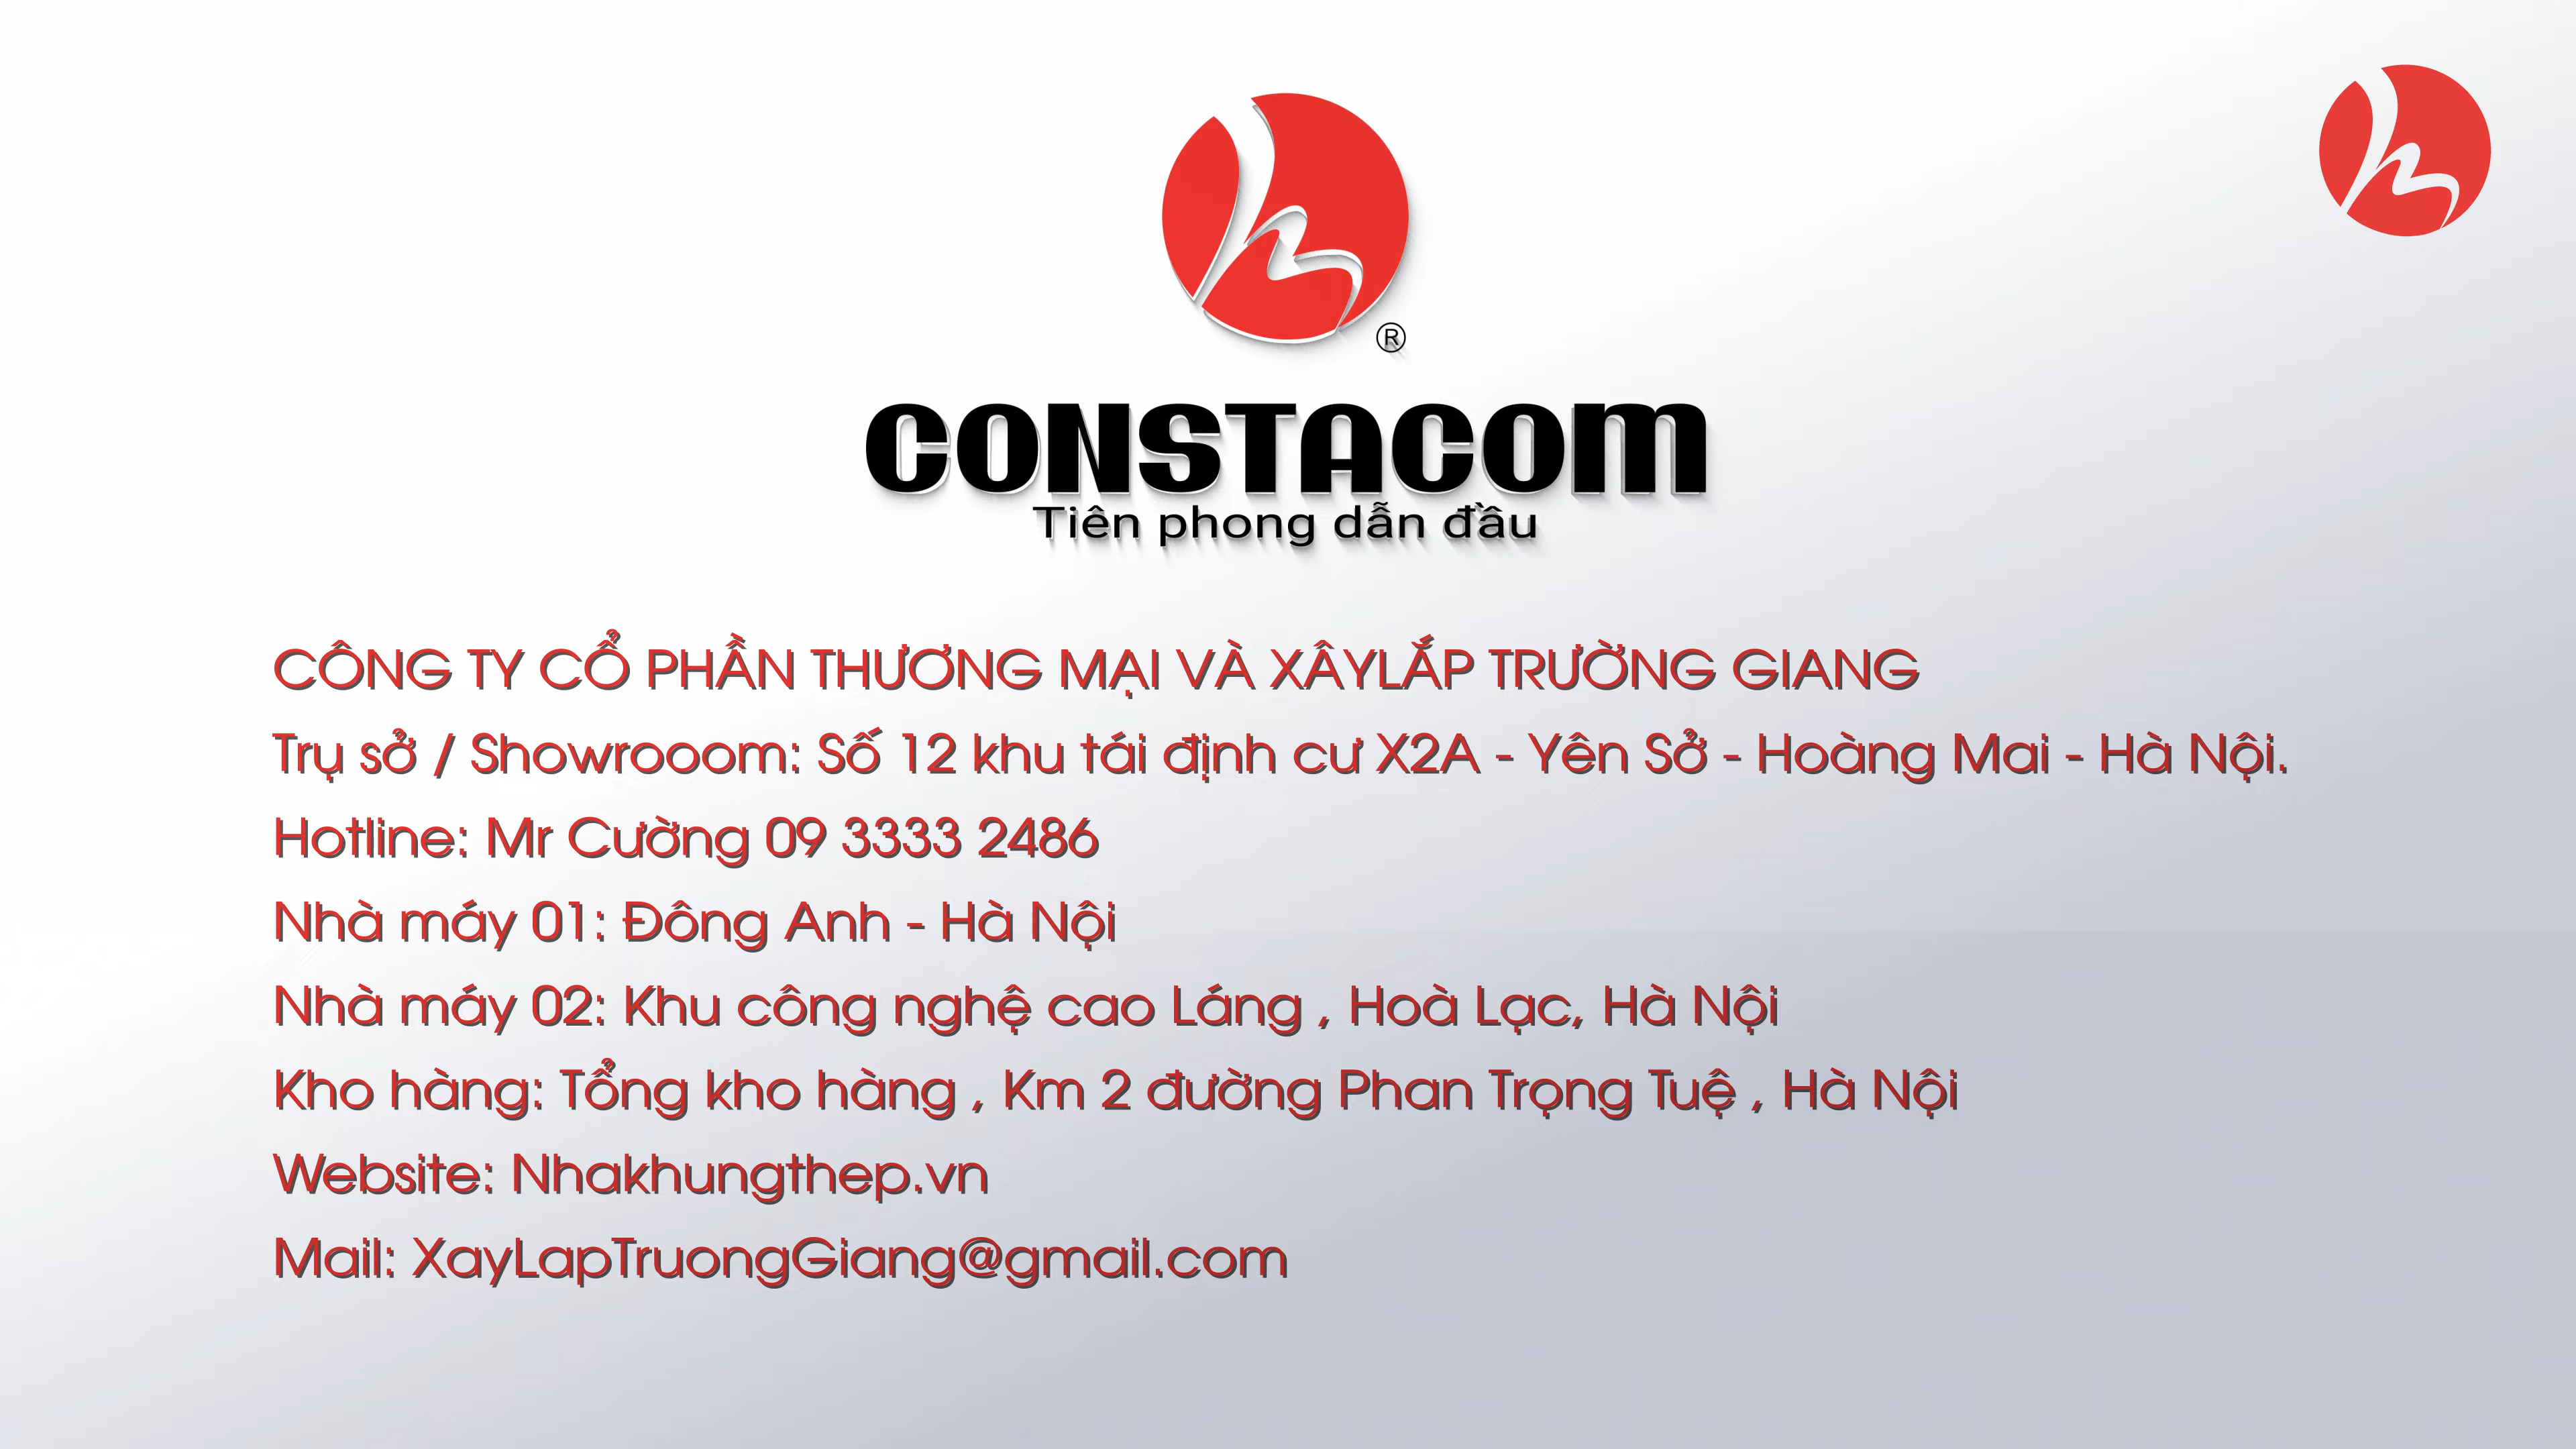 ®
CONSTACOM
Tiên phong dẫn đầu
CÔNG TY CỔ PHẦN THƯƠNG MẠI VÀ XÂYLẮP TRƯỜNG GIANG
Trụ sở / Showrooom: Số 12 khu tái định cư X2A - Yên Sở - Hoàng Mai - Hà Nội.
Hotline: Mr Cường 09 3333 2486
Nhà máy 01: Đông Anh - Hà Nội
Nhà máy 02: Khu công nghệ cao Láng , Hoà Lạc, Hà Nội
Kho hàng: Tổng kho hàng , Km 2 đường Phan Trọng Tuệ , Hà Nội
Website: Nhakhungthep.vn
Mail: XayLapTruongGiang@gmail.com